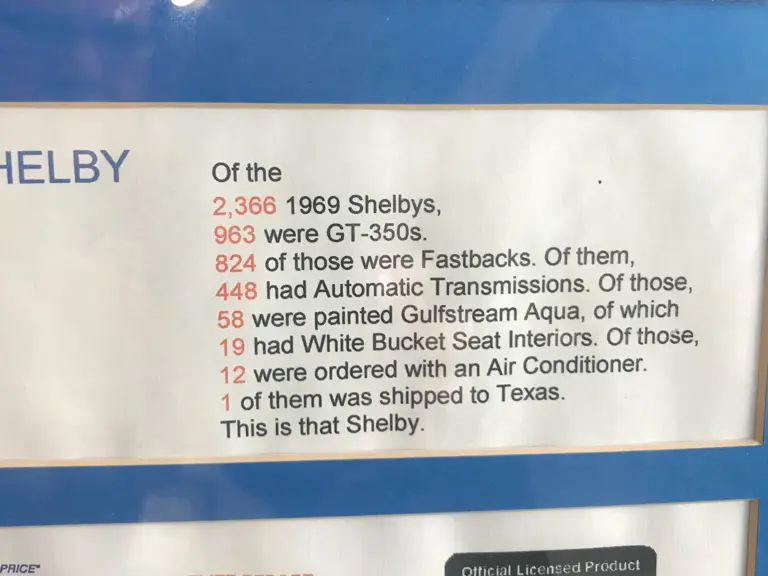 HELBY
Of the
2,366 1969 Shelbys,
963 were GT-350s.
824 of those were Fastbacks. Of them,
448 had Automatic Transmissions. Of those,
58 were painted Gulfstream Aqua, of which
19 had White Bucket Seat Interiors. Of those,
12 were ordered with an Air Conditioner.
1 of them was shipped to Texas.
This is that Shelby.
PRICE*
Official Licensed Product